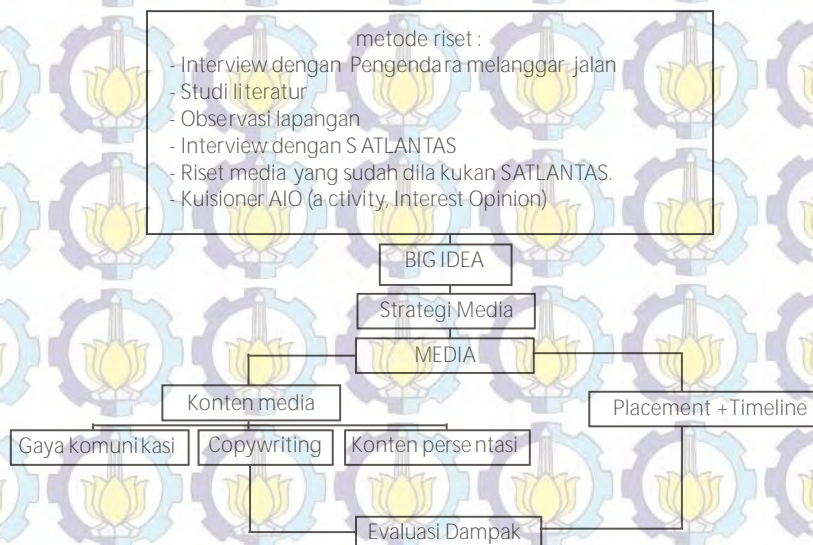 metode riset :
- Interview dengan Pengendara melanggar jalan
- Studi literatur
- Observasi lapangan
- Interview dengan SATLANTAS
- Riset media yang sudah dilakukan SATLANTAS.
- Kuisioner AIO (activity, Interest Opinion)
BIG IDEA
Strategi Media
MEDIA
Konten media
Placement +Timeline
Gaya komunikasi
Copywriting
Konten persentasi
Evaluasi Dampak